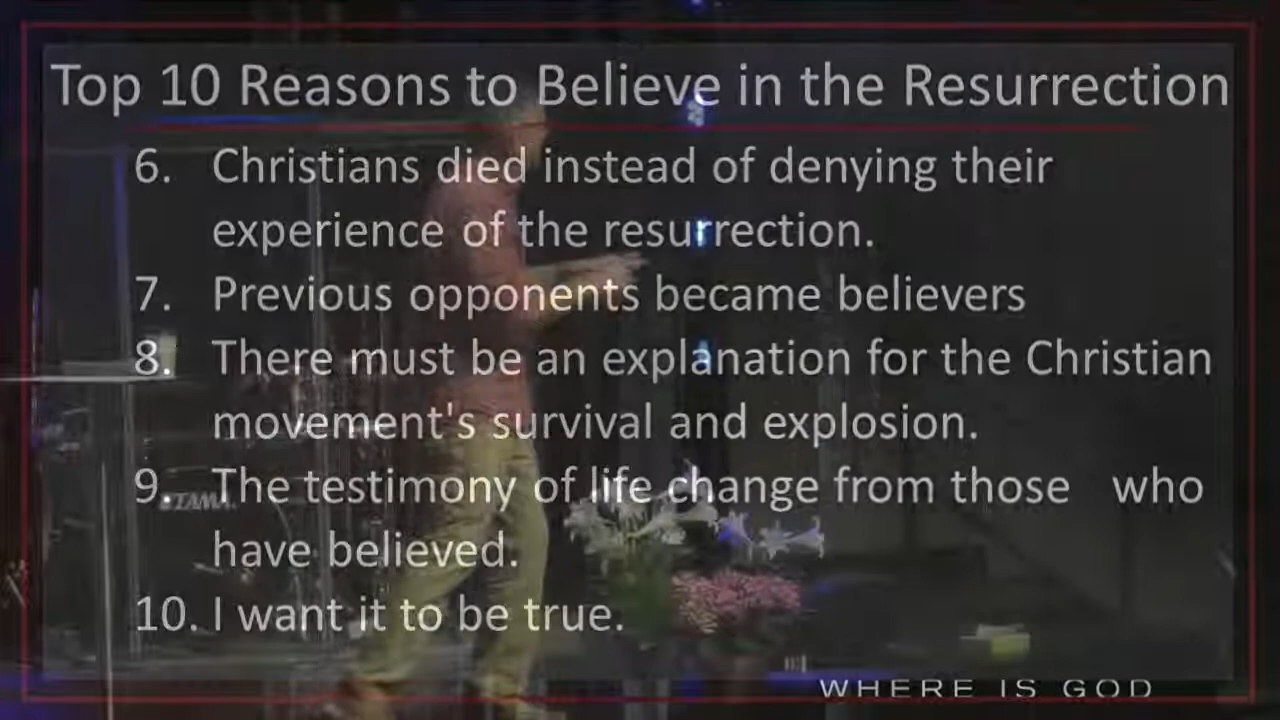 Top 10 Reasons to Believe in the Resurrection
6. Christians died instead of denying their
experience of the resurrection.
7. Previous opponents became believers
8. There must be an explanation for the Christian
movement's survival and explosion.
9. The testimony of life change from those who
have believed.
10. I want it to be true.
TAMA
WHERE IS GOD